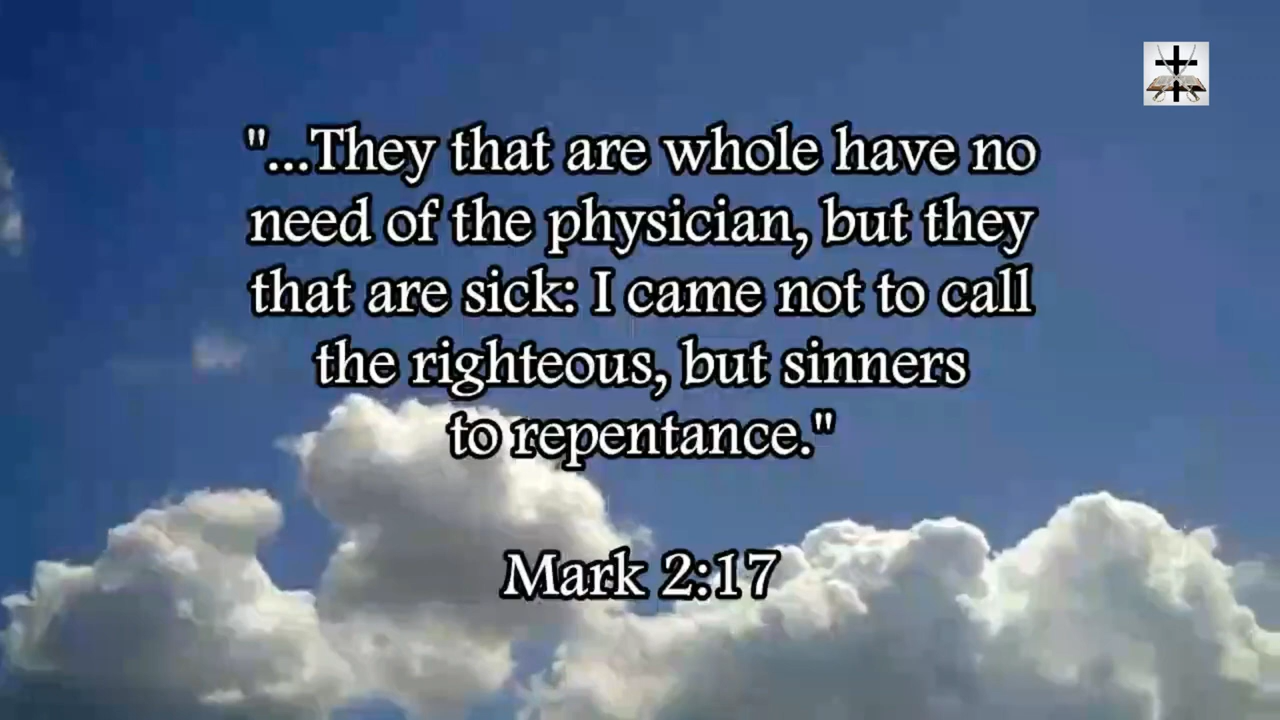 "...They that are whole have no
need of the physician, but they
that are sick: I came not to call
the righteous, but sinners
to repentance."
Mark 2:17